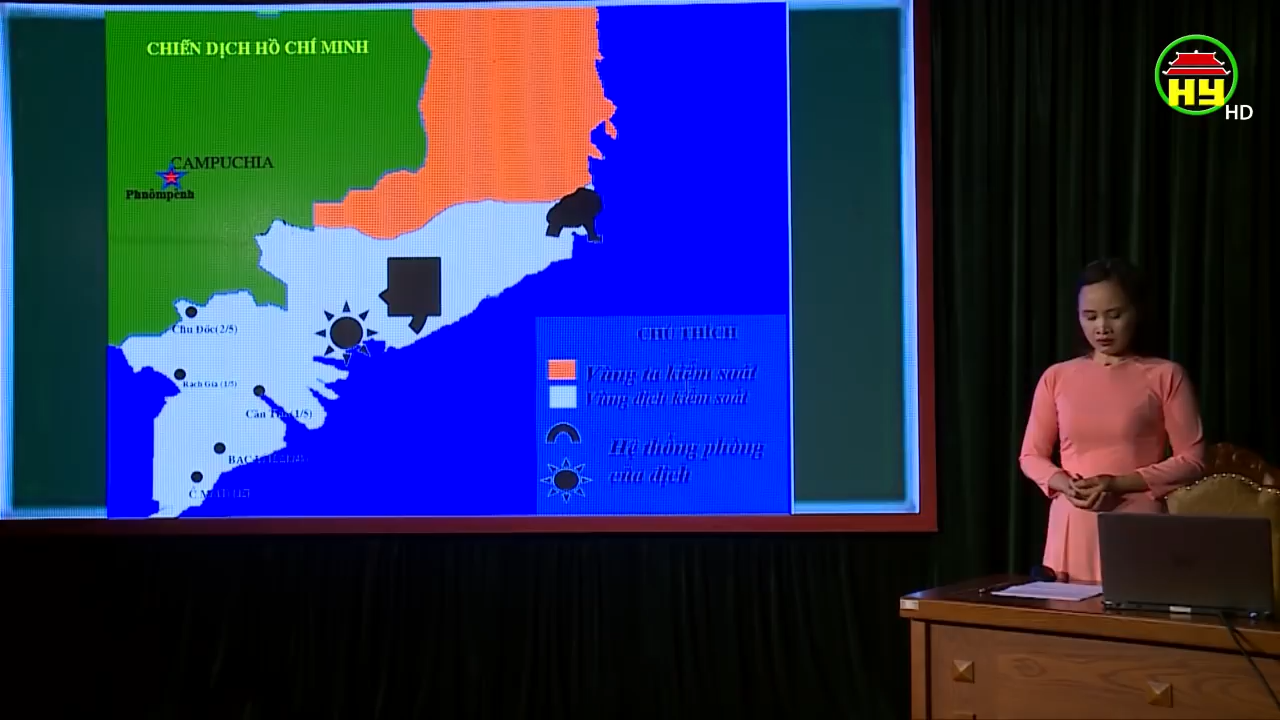 CHIẾN DỊCH HỒ CHÍ MINH
HY
HD
CAMPUCHIA
Phnômpênh
Châu Đốc(2/5)
Rạch Giá (1/5)
Cần Thơ(1/5)
CHÚ THÍCH
Vùng ta kiểm soát
Vùng địch kiểm soát
Hệ thống phòng
của địch